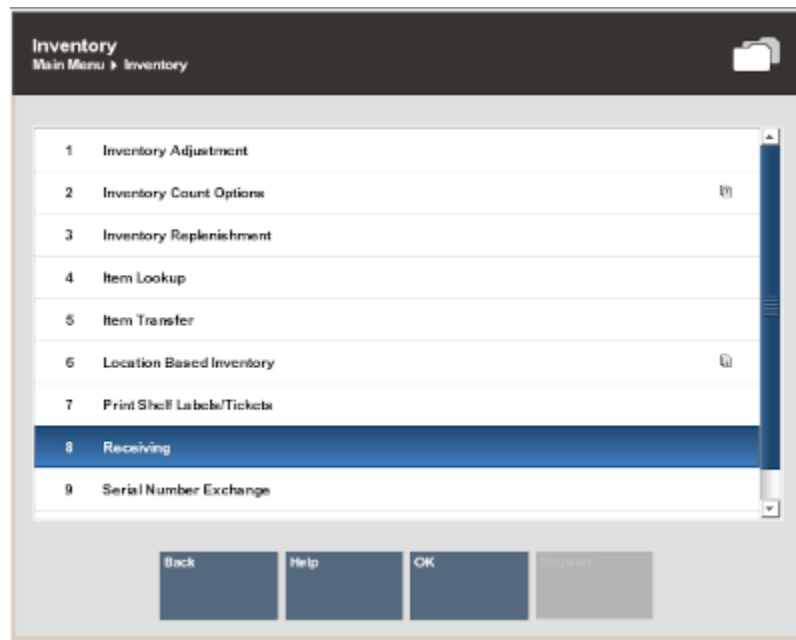 Inventory
Main Menu ▸ Inventory
1 Inventory Adjustment
2 Inventory Count Options
3 Inventory Replenishment
4 Item Lookup
5 Item Transfer
6 Location Based Inventory
7 Print Shelf Labels/Tickets
8 Receiving
9 Serial Number Exchange
Back Help OK Register